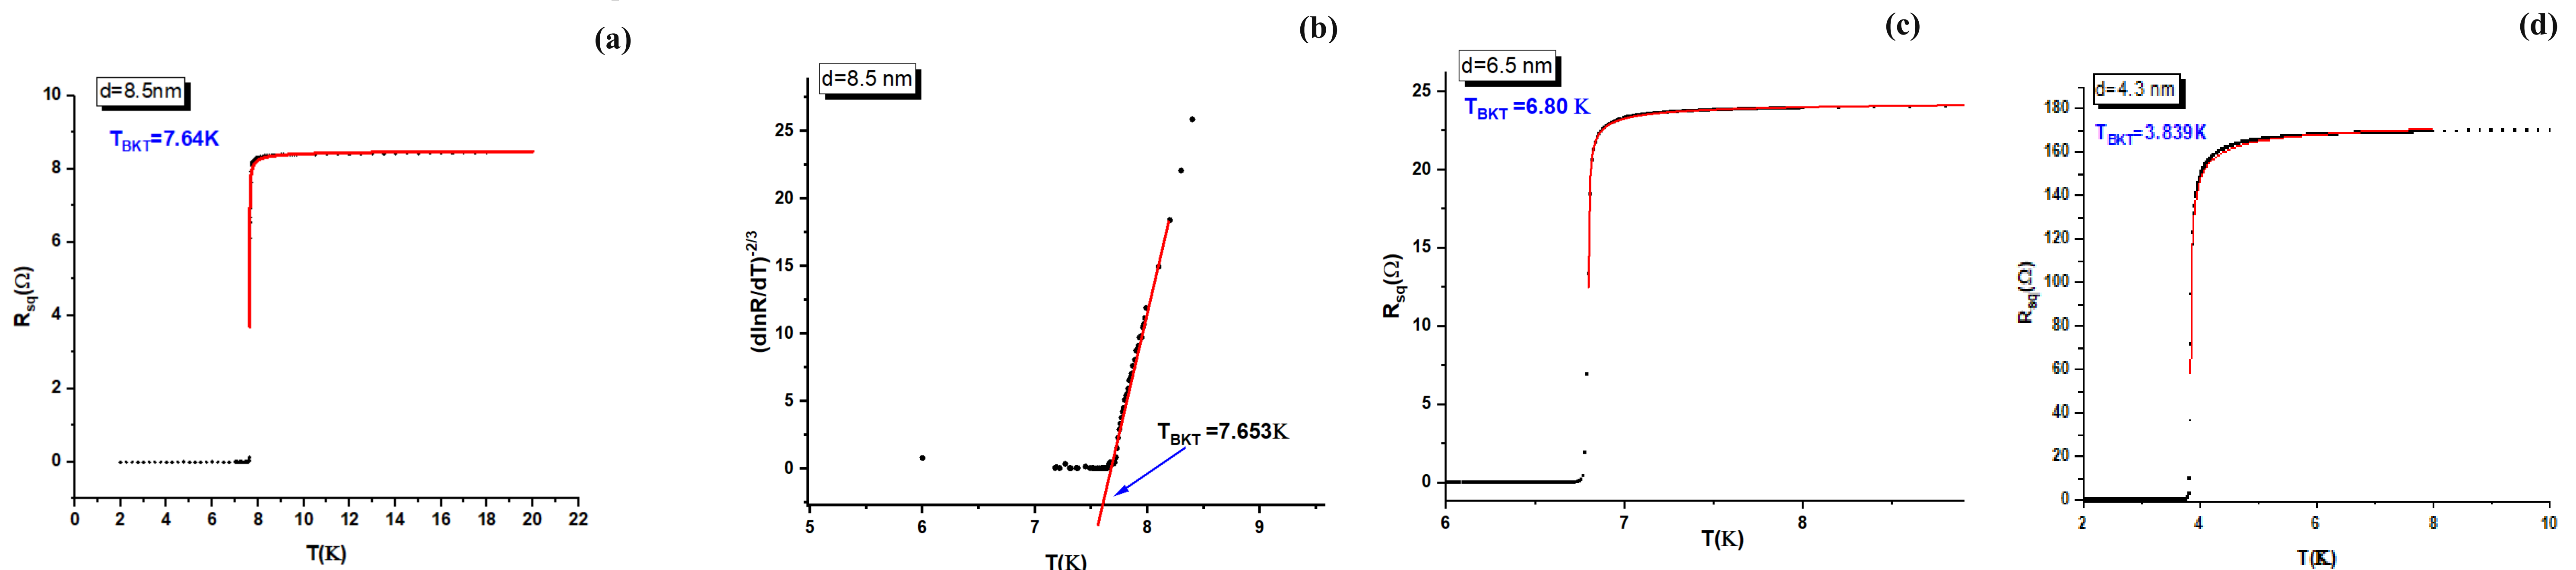 (a)
d=8.5nm
T_BKT=7.64K
10
8
6
4
2
0
R_sq(Ω)
0 2 4 6 8 10 12 14 16 18 20 22
T(K)
(b)
d=8.5 nm
25
20
15
10
5
0
(dlnR/dT)^-2/3
T_BKT =7.653K
5 6 7 8 9
T(K)
(c)
d=6.5 nm
T_BKT =6.80 K
25
20
15
10
5
0
R_sq(Ω)
6 7 8
T(K)
(d)
d=4.3 nm
T_BKT=3.839K
180
160
140
120
100
80
60
40
20
0
R_sq(Ω)
2 4 6 8 10
T(K)